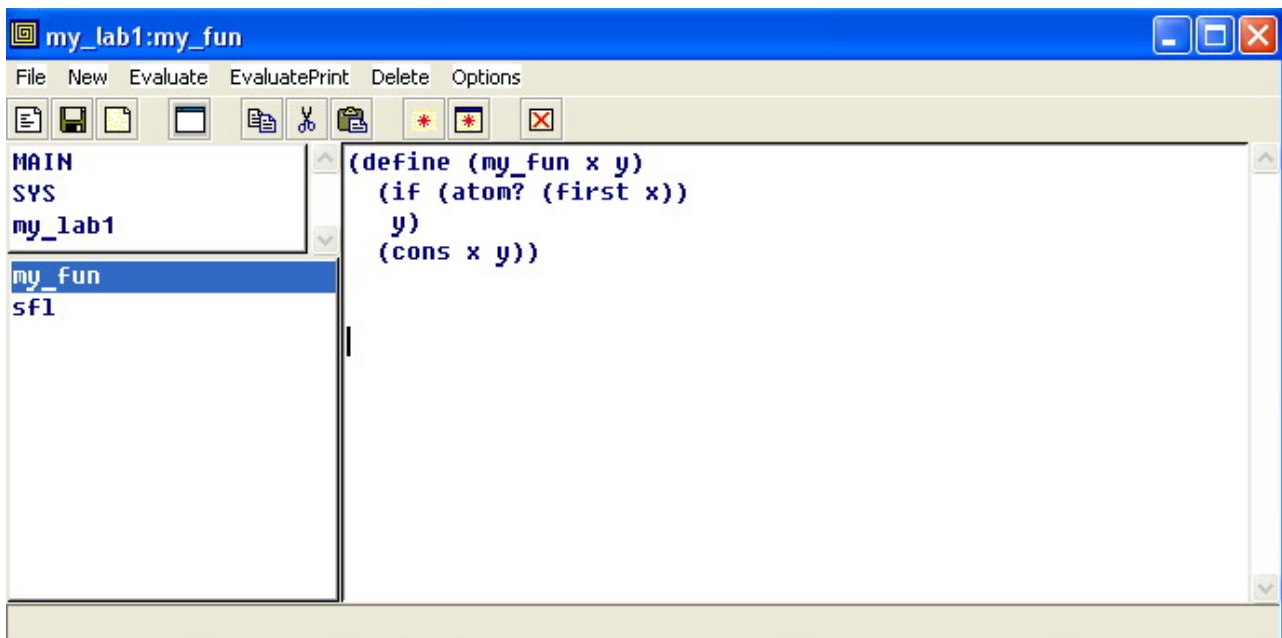 my_lab1:my_fun
File New Evaluate EvaluatePrint Delete Options
MAIN
SYS
my_lab1
my_fun
sfl
(define (my_fun x y)
(if (atom? (first x))
y)
(cons x y))